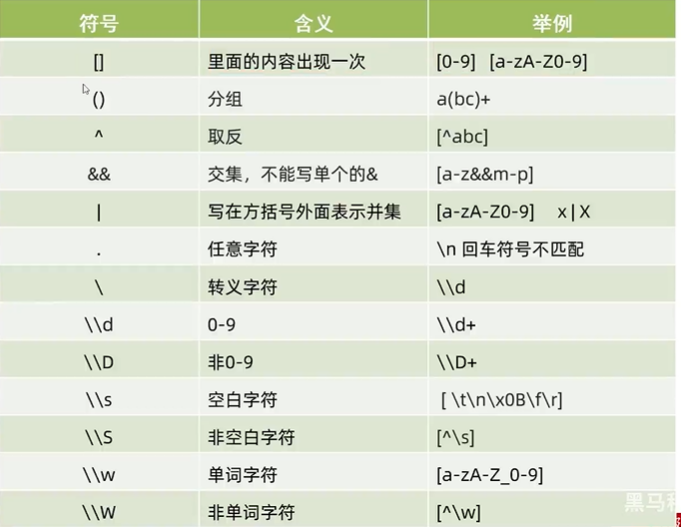 符号 含义 举例
[] 里面的内容出现一次 [0-9] [a-zA-Z0-9]
() 分组 a(bc)+
^ 取反 [^abc]
&& 交集，不能写单个的& [a-z&&m-p]
| 写在方括号外面表示并集 [a-zA-Z0-9] x|X
. 任意字符 \n 回车符号不匹配
\ 转义字符 \\d
\\d 0-9 \\d+
\\D 非0-9 \\D+
\\s 空白字符 [ \t\n\x0B\f\r]
\\S 非空白字符 [^\s]
\\w 单词字符 [a-zA-Z_0-9]
\\W 非单词字符 [^\w]
黑马